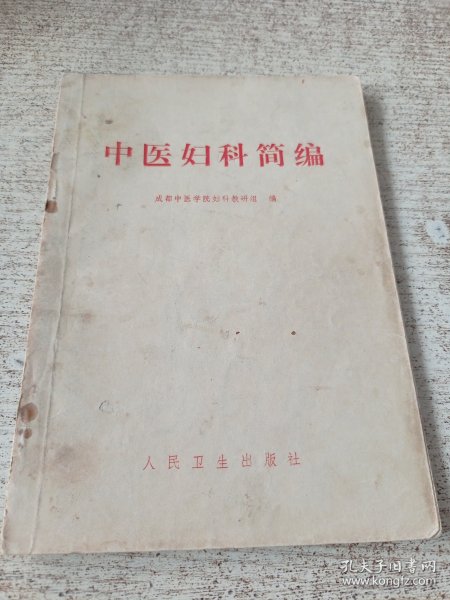 中医妇科简编
成都中医学院妇科教研组 编
人民卫生出版社
孔夫子旧书网
www.kongfz.com